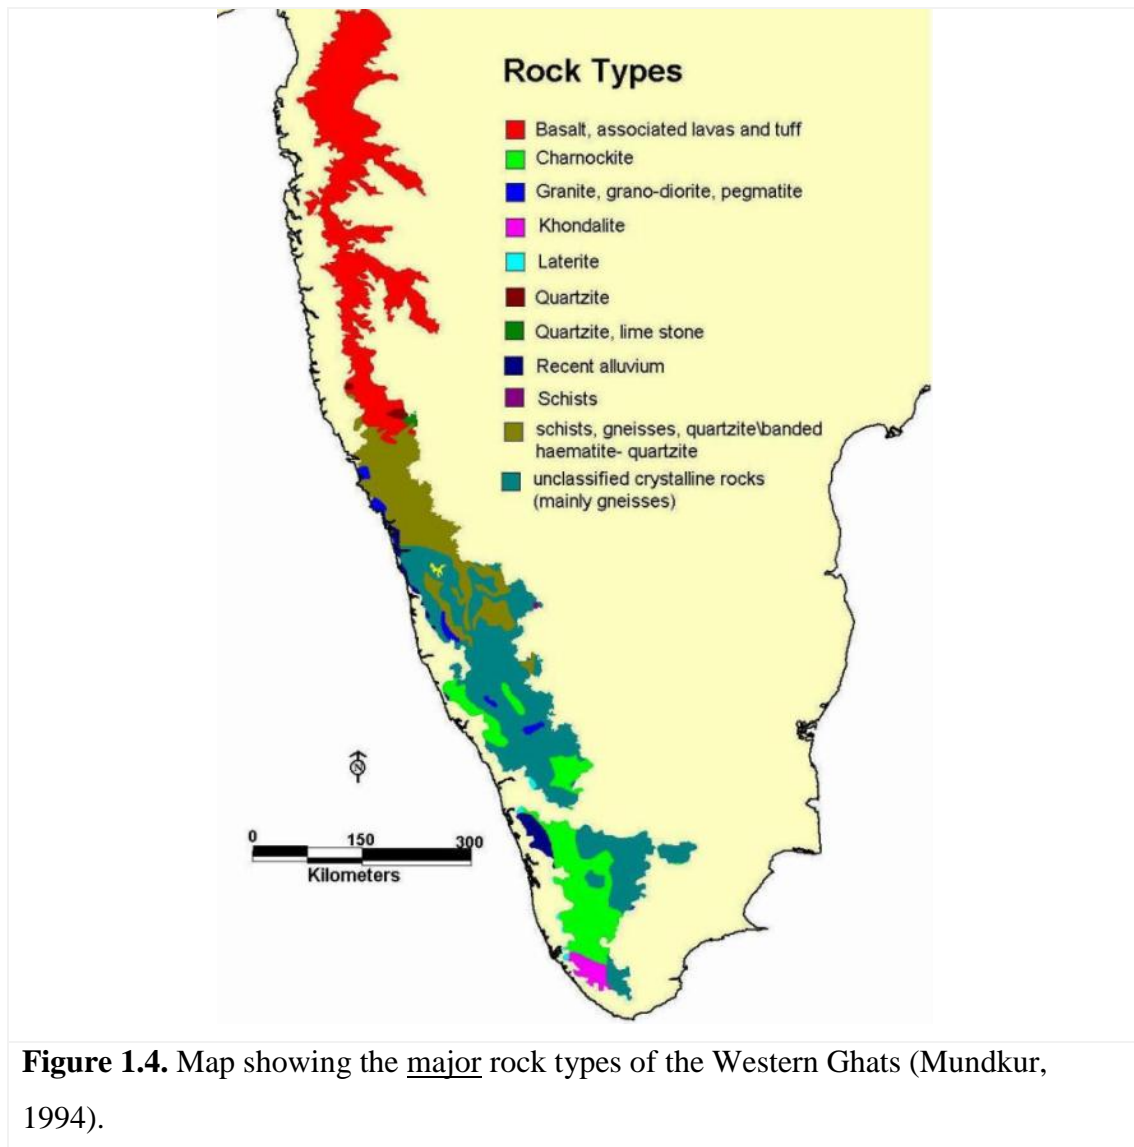 Rock Types
Basalt, associated lavas and tuff
Charnockite
Granite, grano-diorite, pegmatite
Khondalite
Laterite
Quartzite
Quartzite, lime stone
Recent alluvium
Schists
schists, gneisses, quartzite\banded
haematite- quartzite
unclassified crystalline rocks
(mainly gneisses)
N
0 150 300
Kilometers
Figure 1.4. Map showing the major rock types of the Western Ghats (Mundkur,
1994).